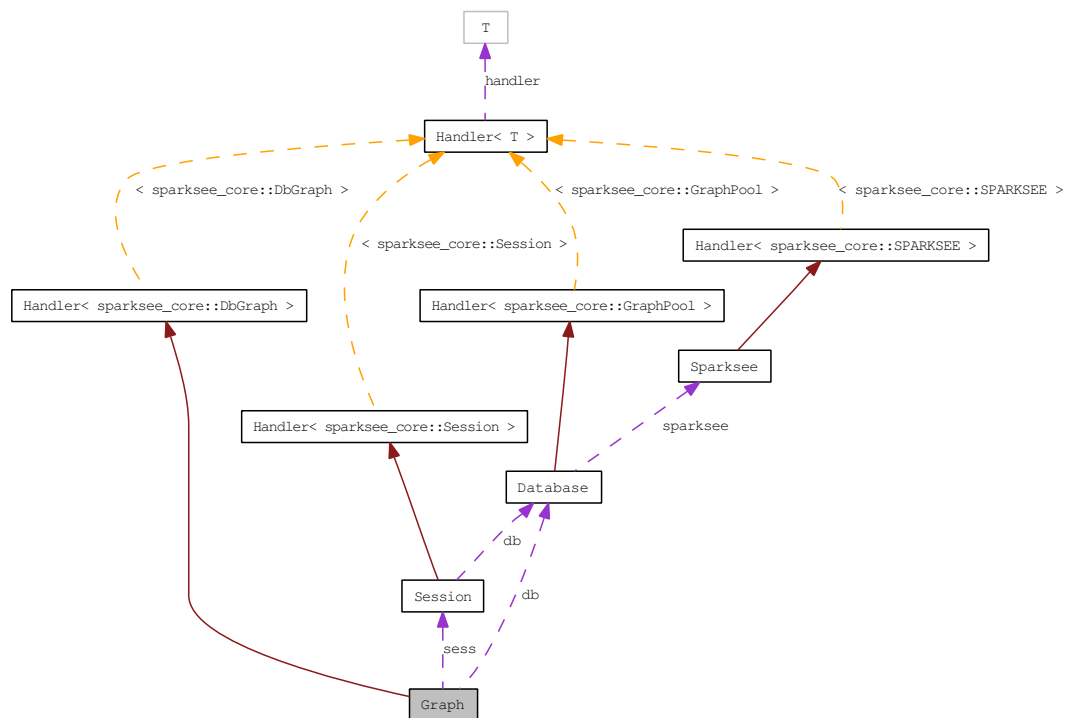 T
handler
Handler< T >
< sparksee_core::DbGraph >
< sparksee_core::GraphPool >
< sparksee_core::SPARKSEE >
< sparksee_core::Session >
Handler< sparksee_core::SPARKSEE >
Handler< sparksee_core::DbGraph >
Handler< sparksee_core::GraphPool >
Sparksee
Handler< sparksee_core::Session >
sparksee
Database
db
Session
db
sess
Graph